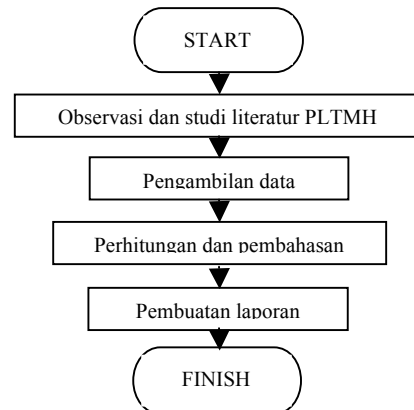 START
Observasi dan studi literatur PLTMH
Pengambilan data
Perhitungan dan pembahasan
Pembuatan laporan
FINISH